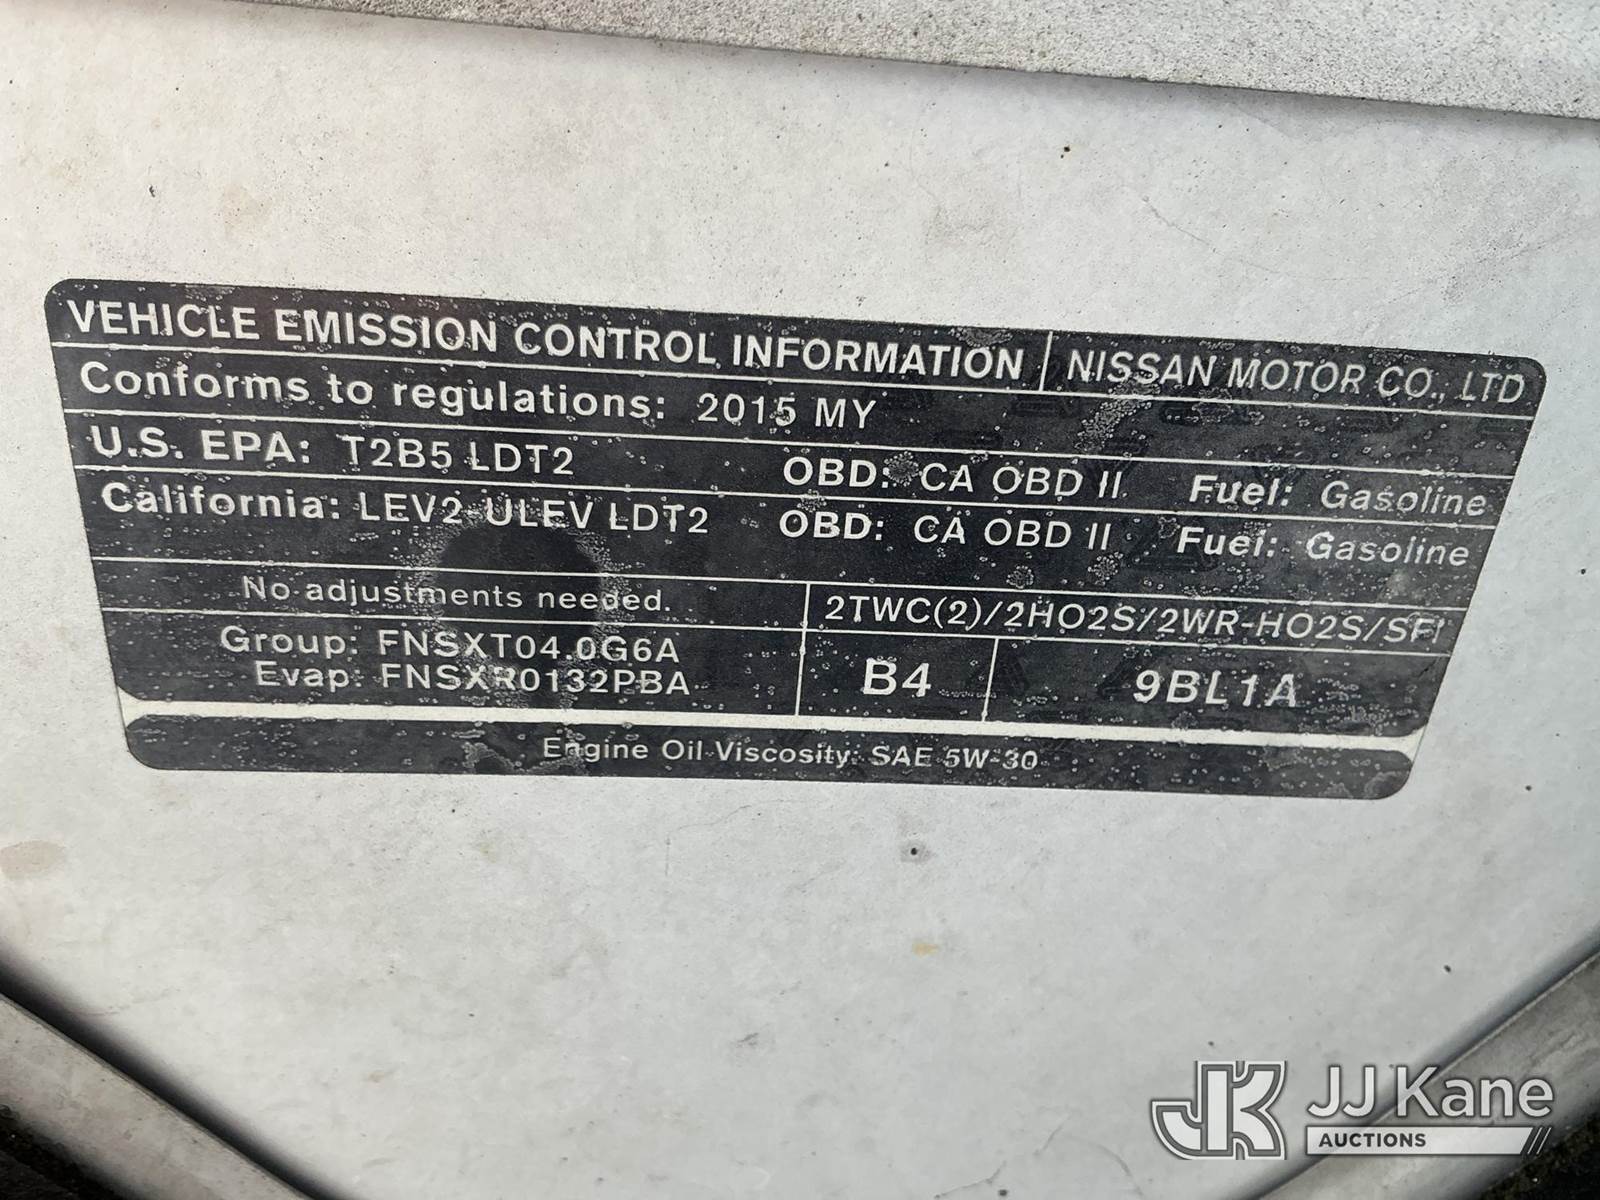 VEHICLE EMISSION CONTROL INFORMATION NISSAN MOTOR CO., LTD
Conforms to regulations: 2015 MY
U.S. EPA: T2B5 LDT2 OBD: CA OBD II Fuel: Gasoline
California: LEV2 ULEV LDT2 OBD: CA OBD II Fuel: Gasoline
No adjustments needed. 2TWC(2)/2HO2S/2WR-HO2S/SFI
Group: FNSXT04.0G6A
Evap: FNSXR0132PBA
B4 9BL1A
Engine Oil Viscosity: SAE 5W-30
JK JJ Kane
AUCTIONS